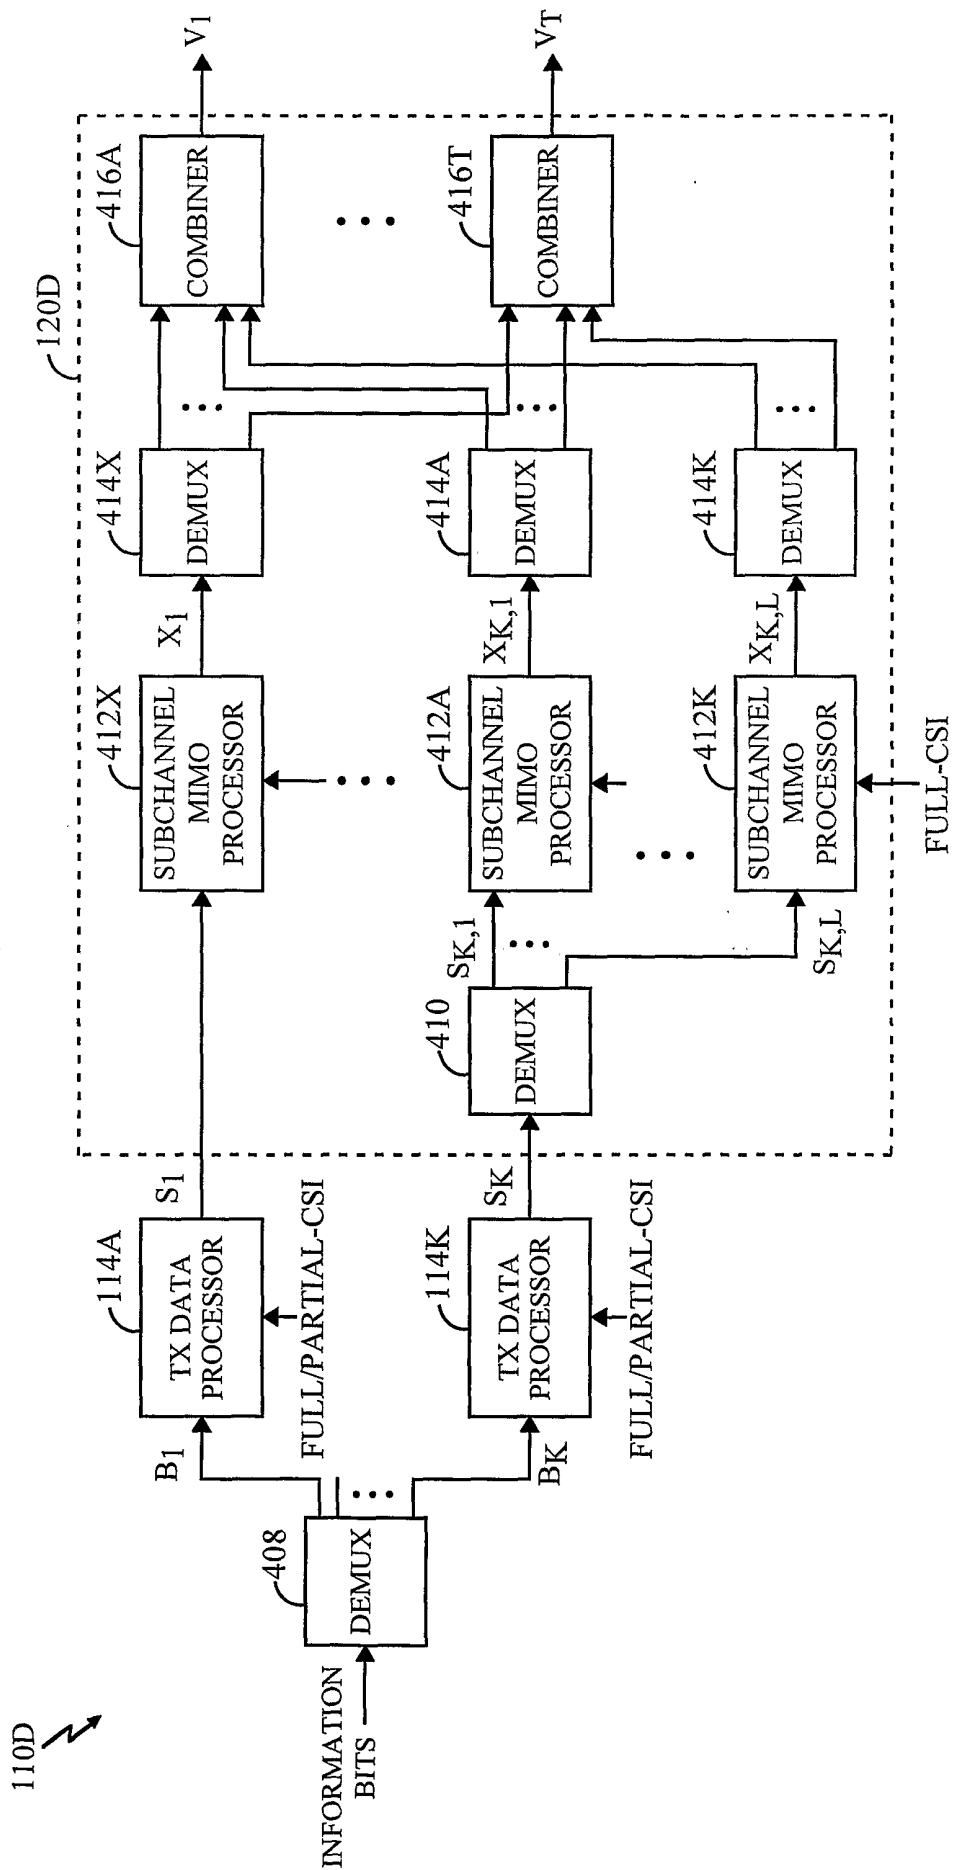 110D
INFORMATION
BITS
408
DEMUX
B1
BK
114A
TX DATA
PROCESSOR
FULL/PARTIAL-CSI
S1
114K
TX DATA
PROCESSOR
FULL/PARTIAL-CSI
SK
120D
410
DEMUX
SK,1
SK,L
412X
SUBCHANNEL
MIMO
PROCESSOR
X1
412A
SUBCHANNEL
MIMO
PROCESSOR
XK,1
412K
SUBCHANNEL
MIMO
PROCESSOR
XK,L
FULL-CSI
414X
DEMUX
414A
DEMUX
414K
DEMUX
416A
COMBINER
V1
416T
COMBINER
VT